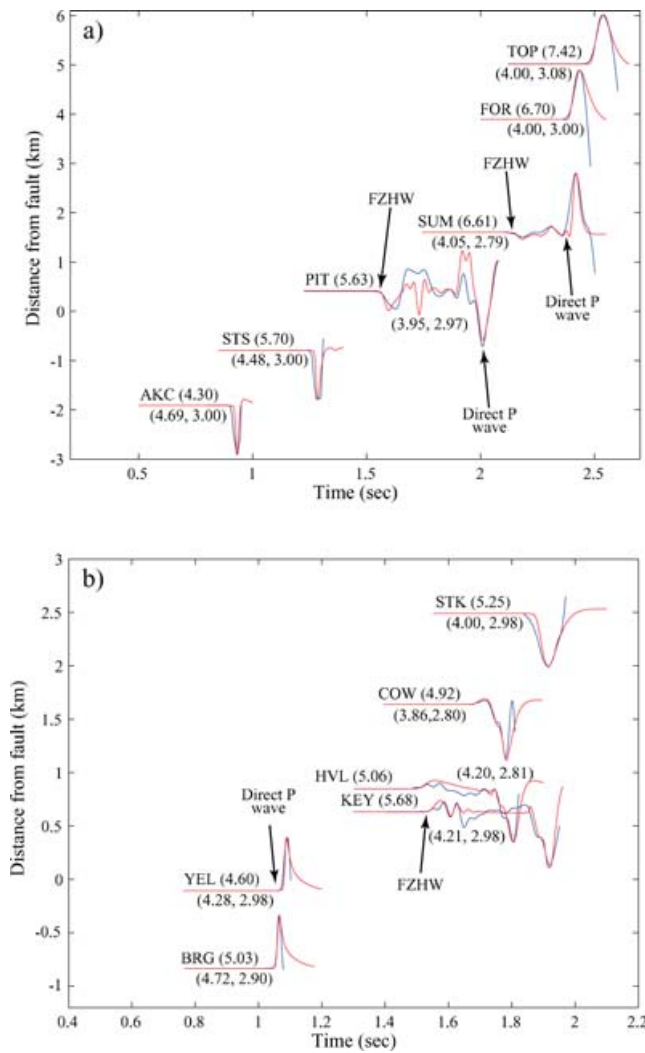 a)
6
5
4
3
2
1
0
-1
-2
-3
Distance from fault (km)
TOP (7.42)
(4.00, 3.08)
FOR (6.70)
(4.00, 3.00)
FZHW
FZHW
SUM (6.61)
(4.05, 2.79)
PIT (5.63)
Direct P
wave
(3.95, 2.97)
STS (5.70)
(4.48, 3.00)
Direct P
wave
AKC (4.30)
(4.69, 3.00)
0.5
1
1.5
2
2.5
Time (sec)
b)
3
2.5
2
1.5
1
0.5
0
-0.5
-1
Distance from fault (km)
STK (5.25)
(4.00, 2.98)
COW (4.92)
(3.86,2.80)
HVL (5.06)
(4.20, 2.81)
Direct P
wave
KEY (5.68)
(4.21, 2.98)
FZHW
YEL (4.60)
(4.28, 2.98)
BRG (5.03)
(4.72, 2.90)
0.4
0.6
0.8
1
1.2
1.4
1.6
1.8
2
2.2
Time (sec)